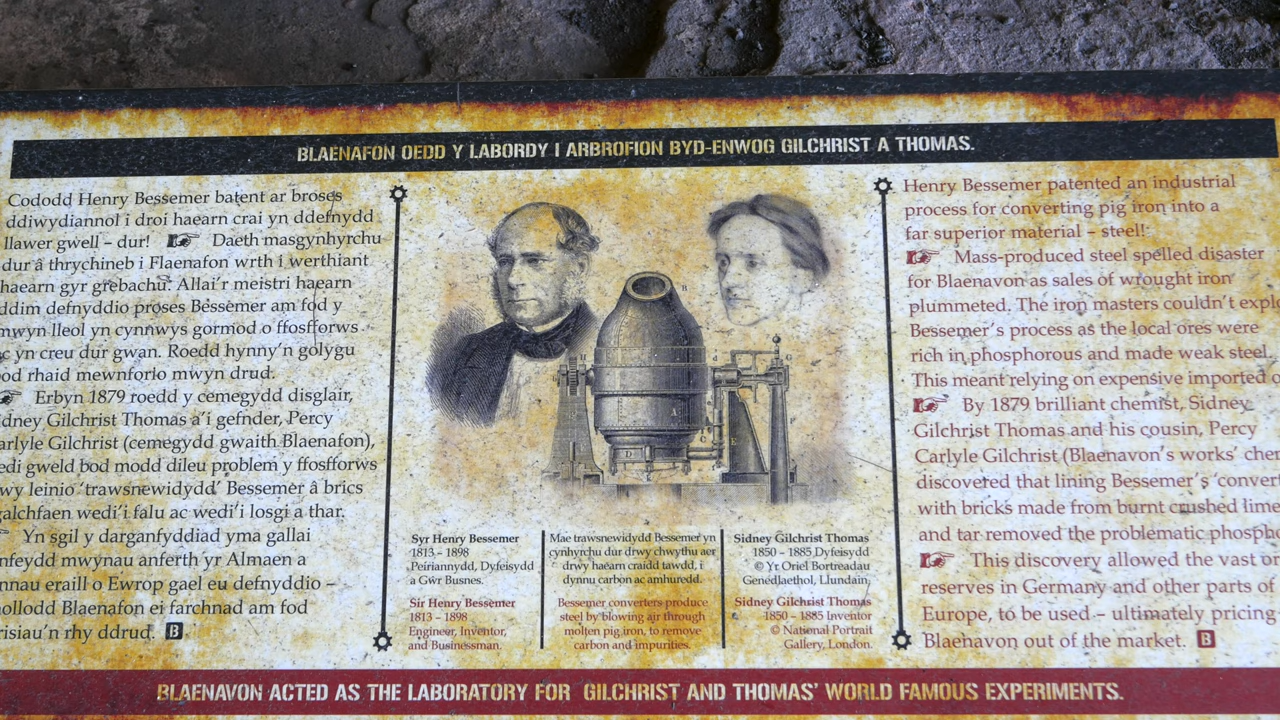 BLAENAFON OEDD Y LABORDY I ARBROFION BYD-ENWOG GILCHRIST A THOMAS.
Cododd Henry Bessemer batent ar broses
ddiwydiannol i droi haearn crai yn ddefnydd
llawer gwell – dur! Daeth masgynhyrchu
dur â thrychineb i Flaenafon wrth i werthiant
haearn gyr grebachu. Allai'r meistri haearn
ddim defnyddio proses Bessemer am fod y
mwyn lleol yn cynnwys gormod o ffosfforws
ac yn creu dur gwan. Roedd hynny'n golygu
bod rhaid mewnforio mwyn drud.
Erbyn 1879 roedd y cemegydd disglair,
Sidney Gilchrist Thomas a'i gefnder, Percy
Carlyle Gilchrist (cemegydd gwaith Blaenafon),
wedi gweld bod modd dileu problem y ffosfforws
drwy leinio 'trawsnewidydd' Bessemer â brics
galchfaen wedi'i falu ac wedi'i losgi a thar.
Yn sgil y darganfyddiad yma gallai
anfeydd mwynau anferth yr Almaen a
nnau eraill o Ewrop gael eu defnyddio –
ollodd Blaenafon ei farchnad am fod
risiau'n rhy ddrud. B
Syr Henry Bessemer
1813 – 1898
Peiriannydd, Dyfeisydd
a Gŵr Busnes.
Sir Henry Bessemer
1813 – 1898
Engineer, Inventor,
and Businessman.
Mae trawsnewidydd Bessemer yn
cynhyrchu dur drwy chwythu aer
drwy haearn craidd tawdd, i
dynnu carbon ac amhuredd.
Bessemer converters produce
steel by blowing air through
molten pig iron, to remove
carbon and impurities.
Sidney Gilchrist Thomas
1850 – 1885 Dyfeisydd
© Yr Oriel Bortreadau
Genedlaethol, Llundain.
Sidney Gilchrist Thomas
1850 – 1885 Inventor
© National Portrait
Gallery, London.
Henry Bessemer patented an industrial
process for converting pig iron into a
far superior material – steel!
Mass-produced steel spelled disaster
for Blaenavon as sales of wrought iron
plummeted. The iron masters couldn't explo
Bessemer's process as the local ores were
rich in phosphorous and made weak steel.
This meant relying on expensive imported o
By 1879 brilliant chemist, Sidney
Gilchrist Thomas and his cousin, Percy
Carlyle Gilchrist (Blaenavon's works' chem
discovered that lining Bessemer's 'convert
with bricks made from burnt crushed lime
and tar removed the problematic phospho
This discovery allowed the vast or
reserves in Germany and other parts of
Europe, to be used – ultimately pricing
Blaenavon out of the market. B
BLAENAVON ACTED AS THE LABORATORY FOR GILCHRIST AND THOMAS' WORLD FAMOUS EXPERIMENTS.